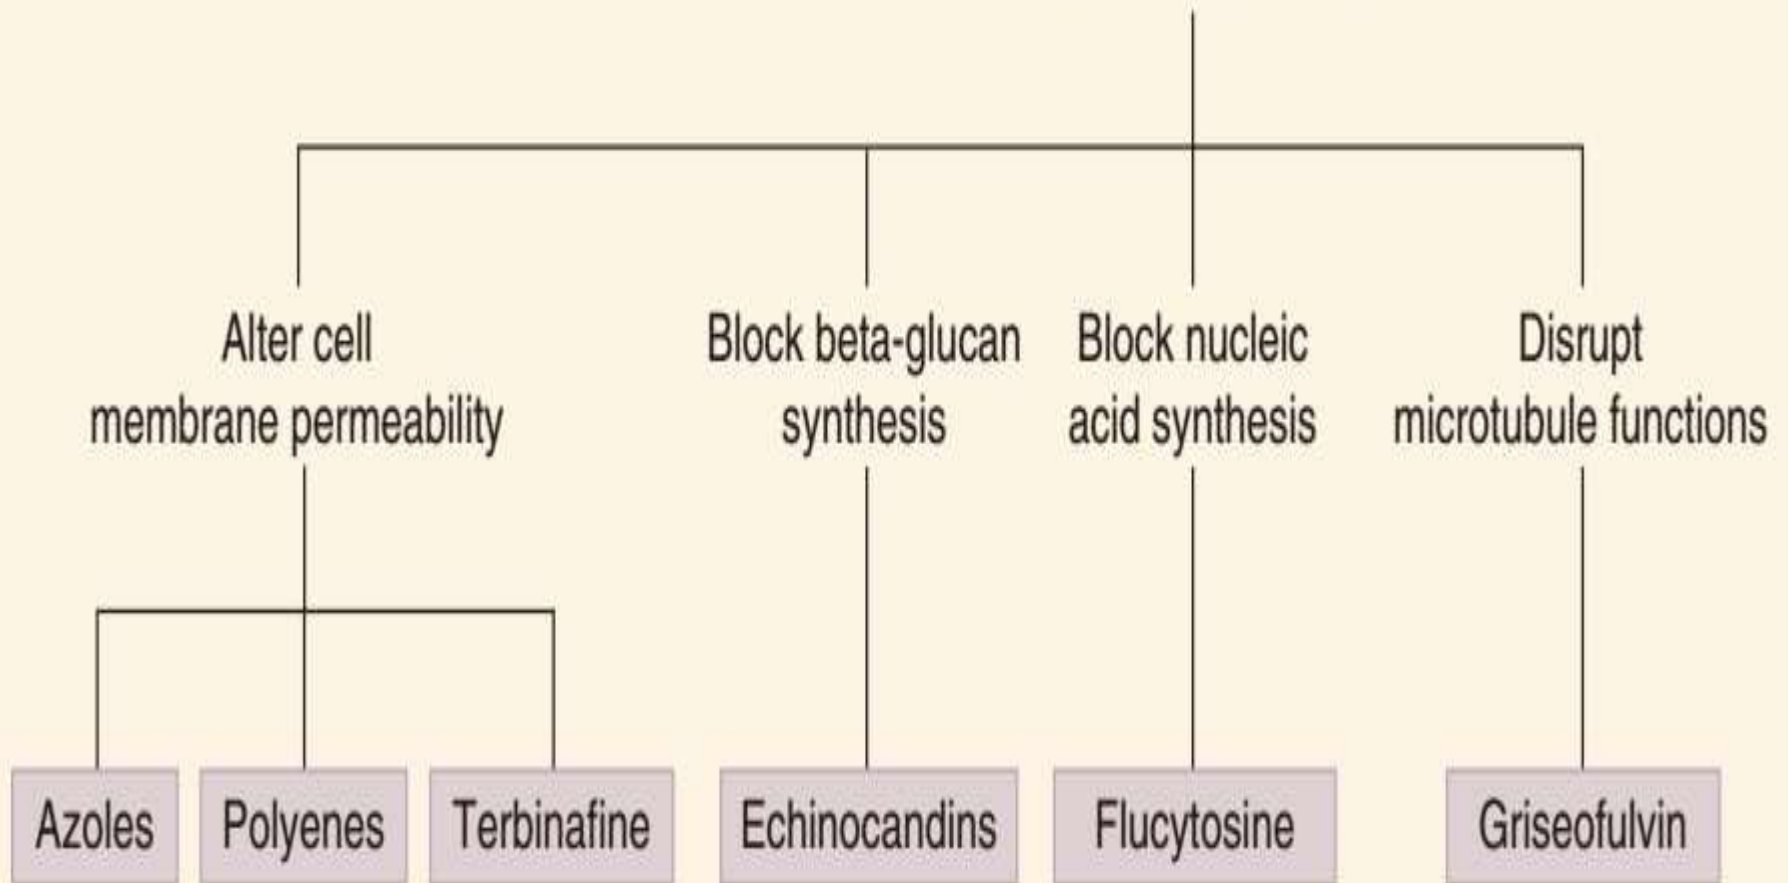 Alter cell
membrane permeability
Block beta-glucan
synthesis
Block nucleic
acid synthesis
Disrupt
microtubule functions
Azoles
Polyenes
Terbinafine
Echinocandins
Flucytosine
Griseofulvin